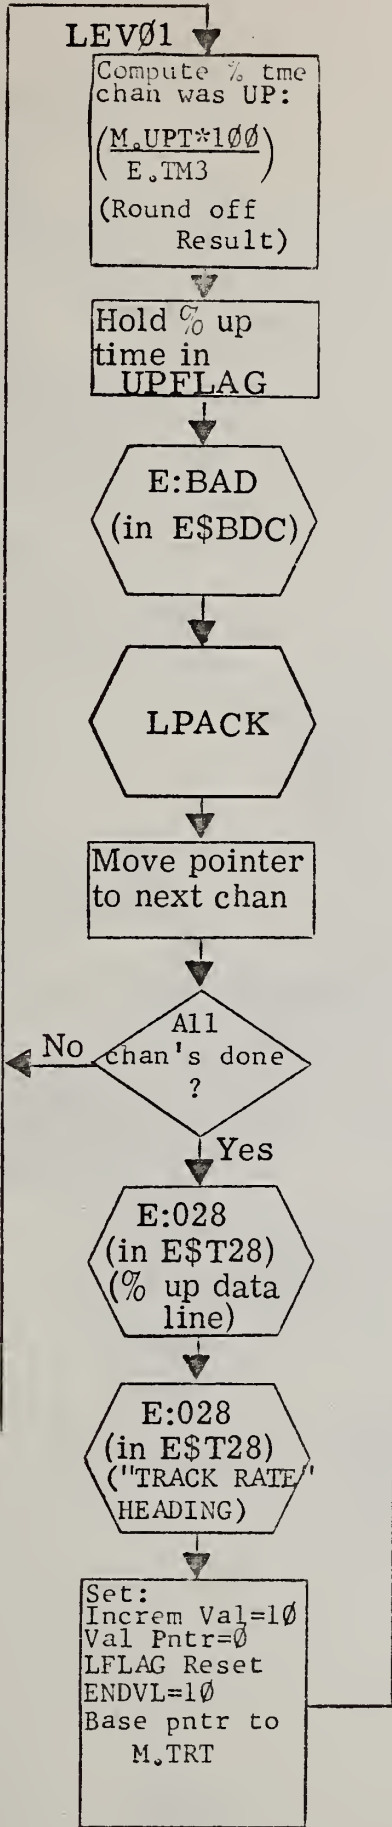 LEVØ1
Compute % tme
chan was UP:
(M.UPT*1ØØ
E.TM3)
(Round off
Result)
Hold % up
time in
UPFLAG
E:BAD
(in E$BDC)
LPACK
Move pointer
to next chan
All
chan's done
?
No
Yes
E:028
(in E$T28)
(% up data
line)
E:028
(in E$T28)
("TRACK RATE"
HEADING)
Set:
Increm Val=1Ø
Val Pntr=Ø
LFLAG Reset
ENDVL=1Ø
Base pntr to
M.TRT